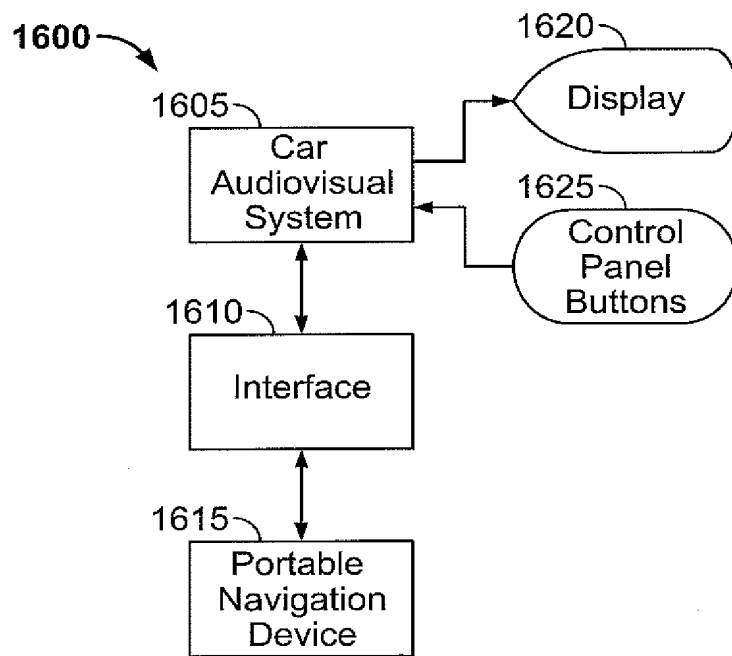 1600
1620
Display
1605
Car
Audiovisual
System
1625
Control
Panel
Buttons
1610
Interface
1615
Portable
Navigation
Device